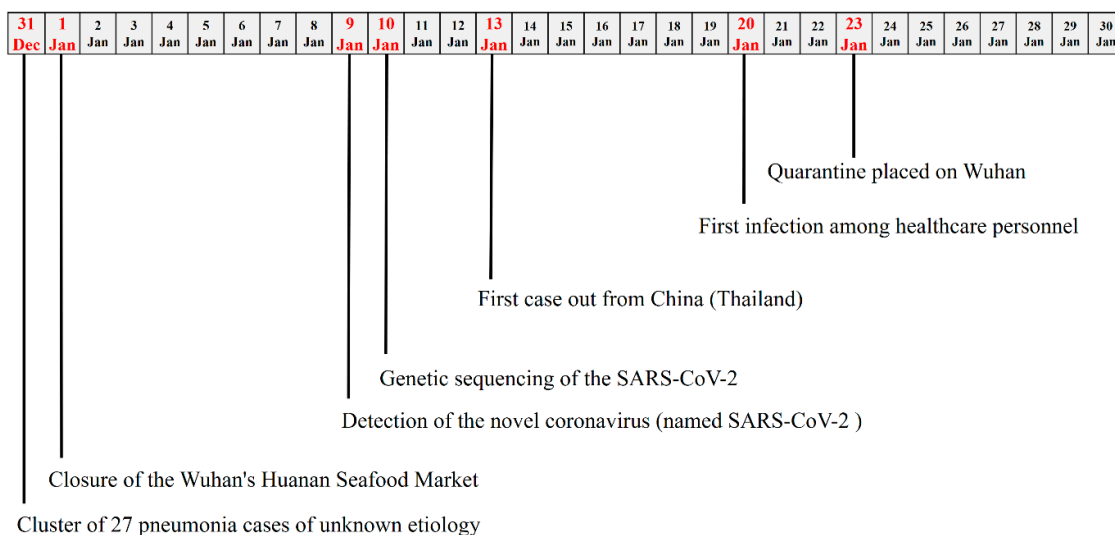 31 1 2 3 4 5 6 7 8 9 10 11 12 13 14 15 16 17 18 19 20 21 22 23 24 25 26 27 28 29 30
Dec Jan Jan Jan Jan Jan Jan Jan Jan Jan Jan Jan Jan Jan Jan Jan Jan Jan Jan Jan Jan Jan Jan Jan Jan Jan Jan Jan Jan Jan Jan
Quarantine placed on Wuhan
First infection among healthcare personnel
First case out from China (Thailand)
Genetic sequencing of the SARS-CoV-2
Detection of the novel coronavirus (named SARS-CoV-2 )
Closure of the Wuhan's Huanan Seafood Market
Cluster of 27 pneumonia cases of unknown etiology